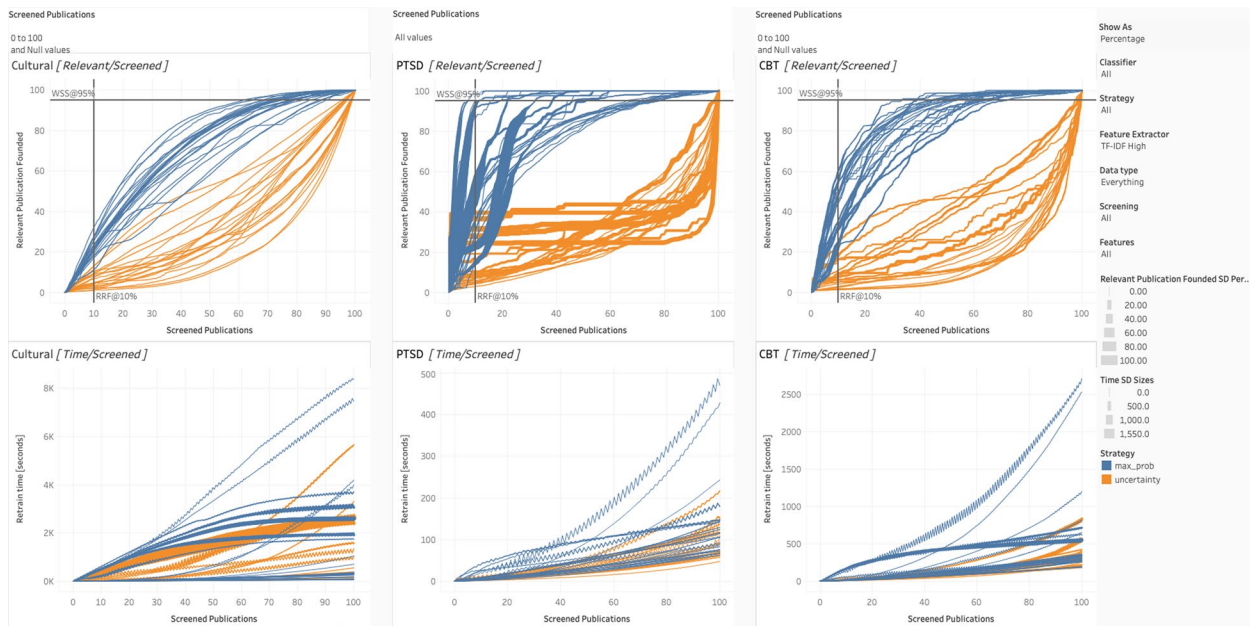 Screened Publications
0 to 100
and Null values
Screened Publications
All values
Screened Publications
0 to 100
and Null values
Cultural [ Relevant/Screened ]
WSS@95%
100
80
60
40
20
0
Relevant Publication Founded
RRF@10%
0 10 20 30 40 50 60 70 80 90 100
Screened Publications
PTSD [ Relevant/Screened ]
WSS@95%
100
80
60
40
20
0
Relevant Publication Founded
RRF@10%
0 20 40 60 80 100
Screened Publications
CBT [ Relevant/Screened ]
WSS@95%
100
80
60
40
20
0
Relevant Publication Founded
RRF@10%
0 20 40 60 80 100
Screened Publications
Cultural [ Time/Screened ]
8K
6K
4K
2K
0K
Retrain time [seconds]
0 10 20 30 40 50 60 70 80 90 100
Screened Publications
PTSD [ Time/Screened ]
500
400
300
200
100
0
Retrain time [seconds]
0 20 40 60 80 100
Screened Publications
CBT [ Time/Screened ]
2500
2000
1500
1000
500
0
Retrain time [seconds]
0 20 40 60 80 100
Screened Publications
Show As
Percentage
Classifier
All
Strategy
All
Feature Extractor
TF-IDF High
Data type
Everything
Screening
All
Features
All
Relevant Publication Founded SD Per..
0.00
20.00
40.00
60.00
80.00
100.00
Time SD Sizes
0.0
500.0
1,000.0
1,550.0
Strategy
max_prob
uncertainty